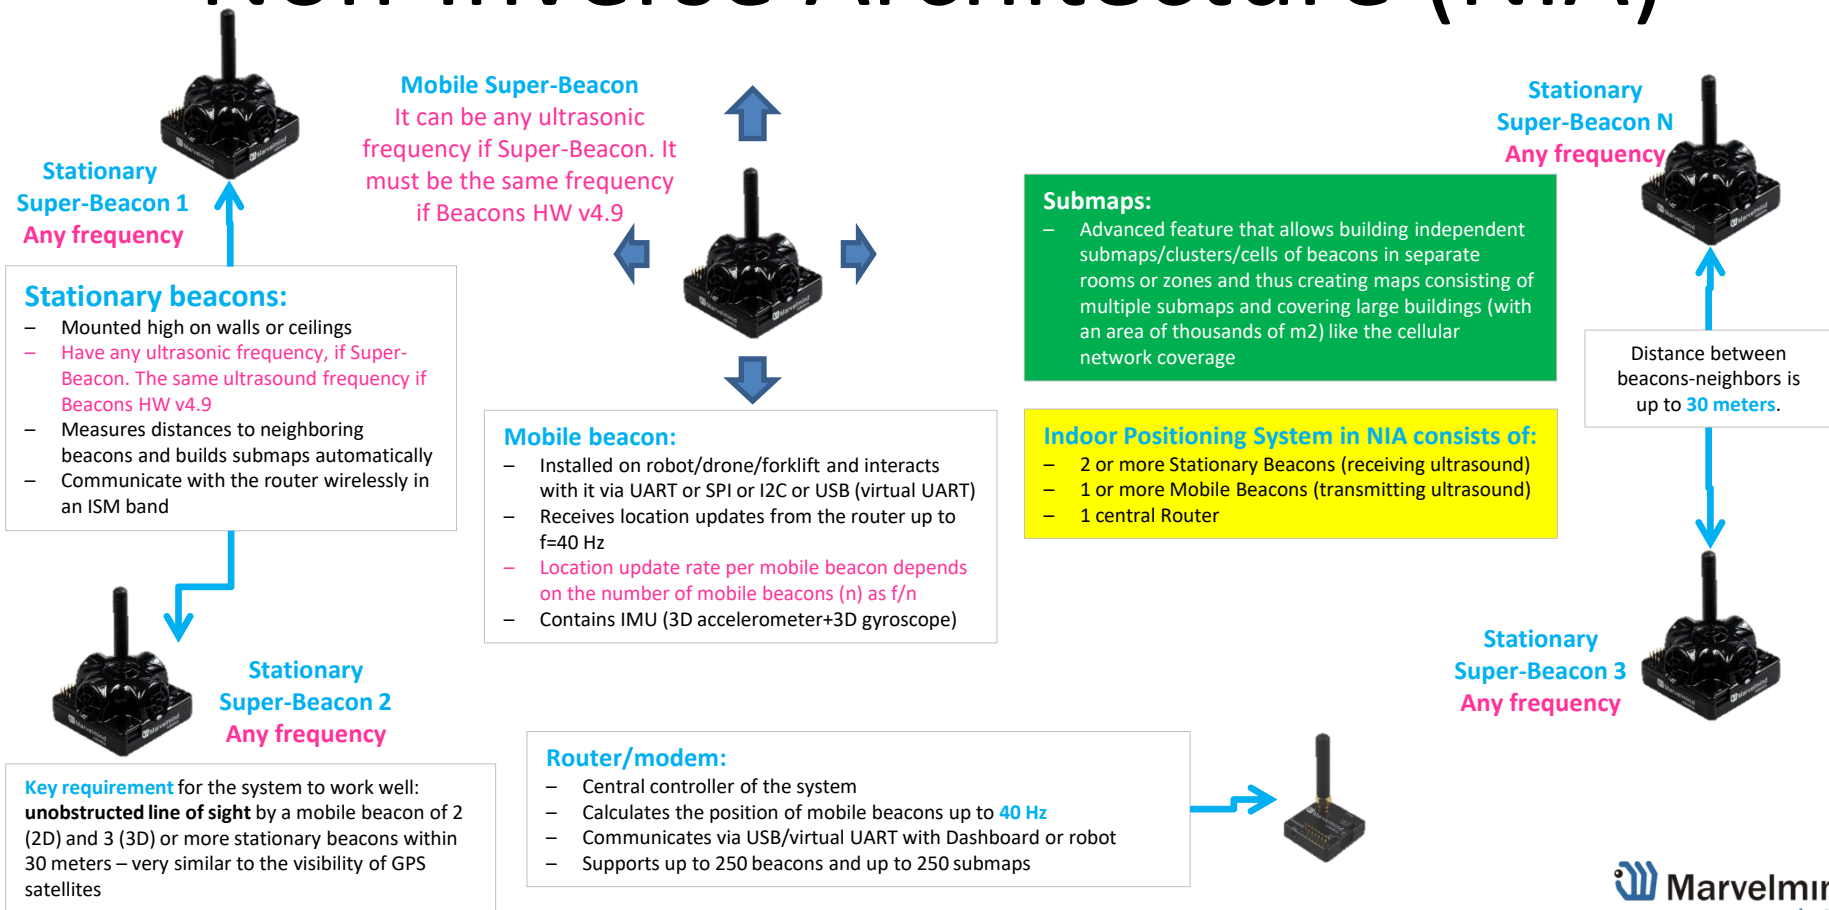 Non-Inverse Architecture (NIA)
Mobile Super-Beacon
It can be any ultrasonic
frequency if Super-Beacon. It
must be the same frequency
if Beacons HW v4.9
Stationary
Super-Beacon N
Any frequency
Stationary
Super-Beacon 1
Any frequency
Stationary beacons:
– Mounted high on walls or ceilings
– Have any ultrasonic frequency, if Super-
Beacon. The same ultrasound frequency if
Beacons HW v4.9
– Measures distances to neighboring
beacons and builds submaps automatically
– Communicate with the router wirelessly in
an ISM band
Submaps:
– Advanced feature that allows building independent
submaps/clusters/cells of beacons in separate
rooms or zones and thus creating maps consisting of
multiple submaps and covering large buildings (with
an area of thousands of m2) like the cellular
network coverage
Distance between
beacons-neighbors is
up to 30 meters.
Mobile beacon:
– Installed on robot/drone/forklift and interacts
with it via UART or SPI or I2C or USB (virtual UART)
– Receives location updates from the router up to
f=40 Hz
– Location update rate per mobile beacon depends
on the number of mobile beacons (n) as f/n
– Contains IMU (3D accelerometer+3D gyroscope)
Indoor Positioning System in NIA consists of:
– 2 or more Stationary Beacons (receiving ultrasound)
– 1 or more Mobile Beacons (transmitting ultrasound)
– 1 central Router
Stationary
Super-Beacon 2
Any frequency
Stationary
Super-Beacon 3
Any frequency
Key requirement for the system to work well:
unobstructed line of sight by a mobile beacon of 2
(2D) and 3 (3D) or more stationary beacons within
30 meters – very similar to the visibility of GPS
satellites
Router/modem:
– Central controller of the system
– Calculates the position of mobile beacons up to 40 Hz
– Communicates via USB/virtual UART with Dashboard or robot
– Supports up to 250 beacons and up to 250 submaps
Marvelmin